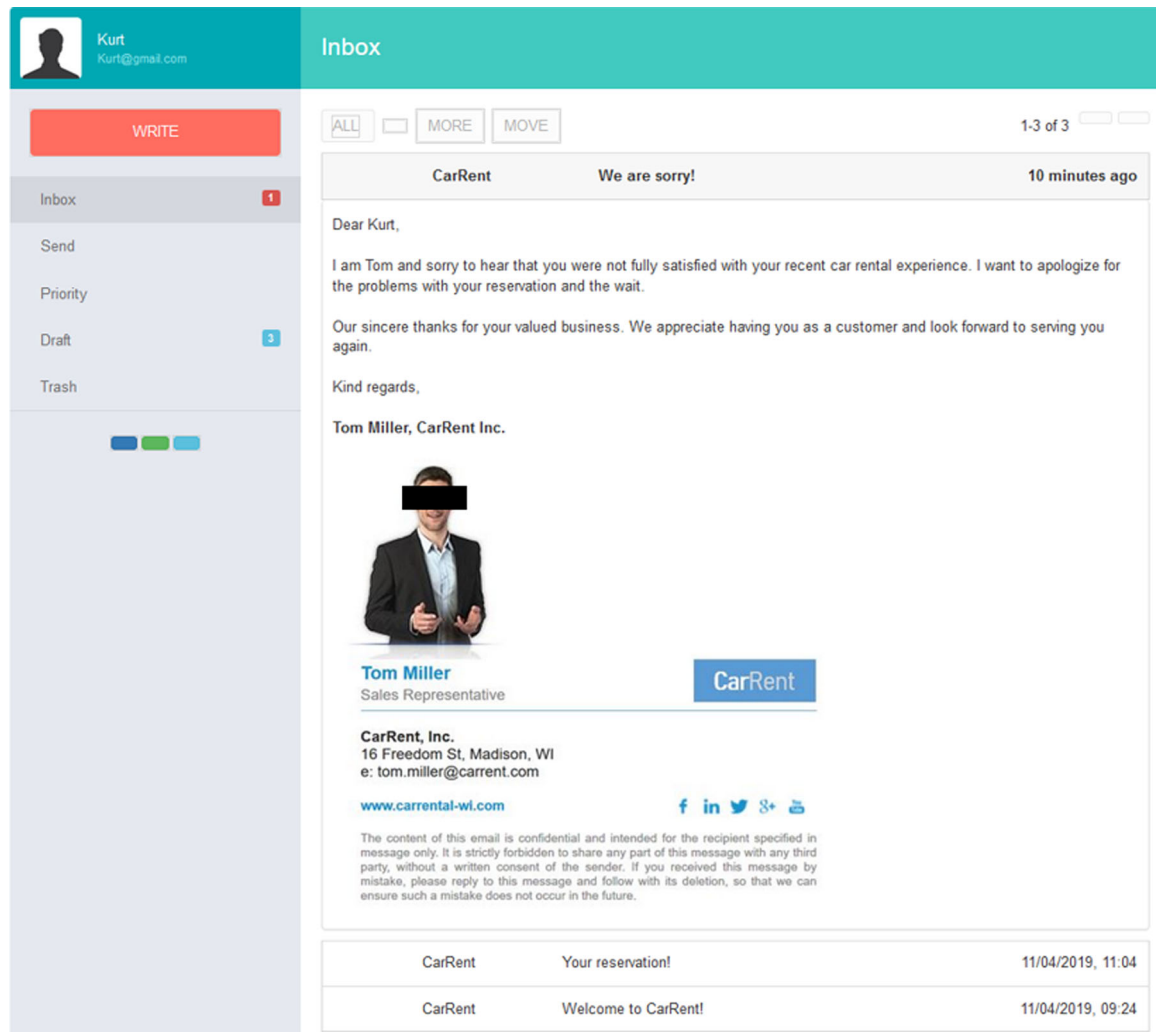 Kurt
Kurt@gmail.com
Inbox
WRITE
Inbox 1
Send
Priority
Draft 3
Trash
ALL MORE MOVE 1-3 of 3
CarRent We are sorry! 10 minutes ago
Dear Kurt,
I am Tom and sorry to hear that you were not fully satisfied with your recent car rental experience. I want to apologize for
the problems with your reservation and the wait.
Our sincere thanks for your valued business. We appreciate having you as a customer and look forward to serving you
again.
Kind regards,
Tom Miller, CarRent Inc.
Tom Miller
Sales Representative
CarRent
CarRent, Inc.
16 Freedom St, Madison, WI
e: tom.miller@carrent.com
www.carrental-wi.com f in 8+ You Tube
The content of this email is confidential and intended for the recipient specified in
message only. It is strictly forbidden to share any part of this message with any third
party, without a written consent of the sender. If you received this message by
mistake, please reply to this message and follow with its deletion, so that we can
ensure such a mistake does not occur in the future.
CarRent Your reservation! 11/04/2019, 11:04
CarRent Welcome to CarRent! 11/04/2019, 09:24